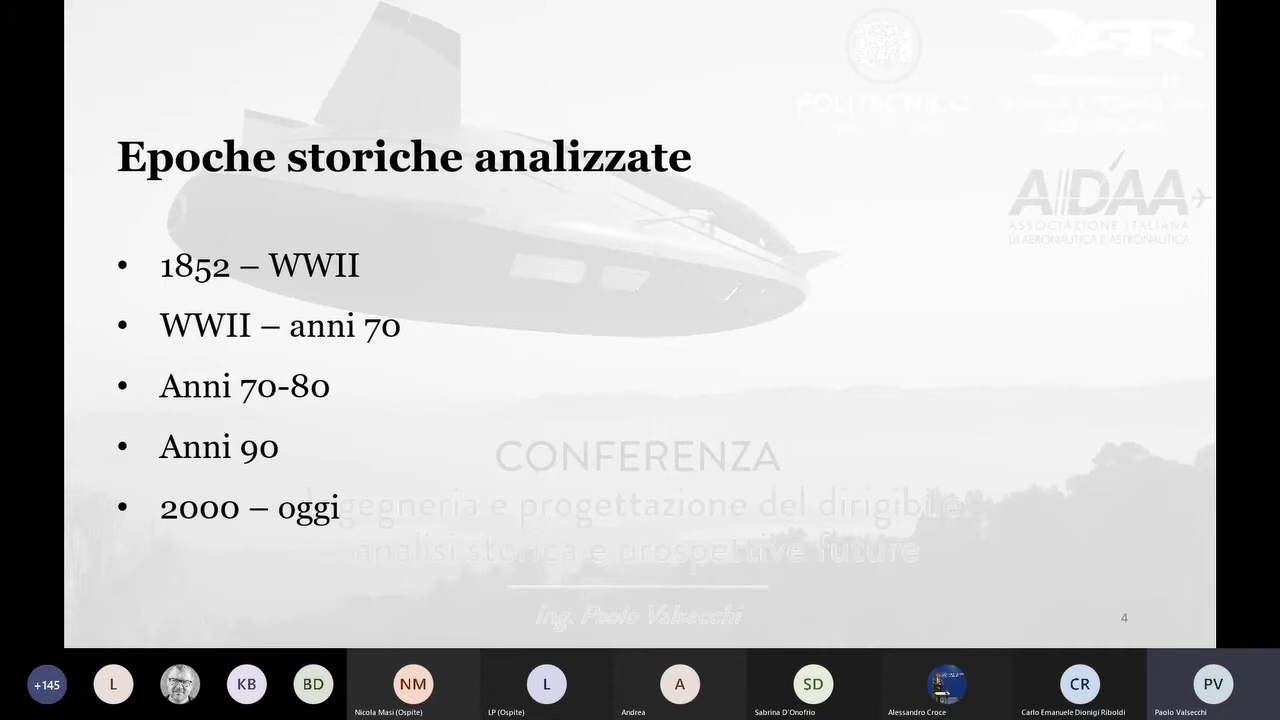 POLITECNICO
AIDAA
ASSOCIAZIONE ITALIANA
DI AERONAUTICA E ASTRONAUTICA
Epoche storiche analizzate
• 1852 – WWII
• WWII – anni 70
• Anni 70-80
• Anni 90
• 2000 – oggi
CONFERENZA
Ingegneria e progettazione del dirigibile
analisi storica e prospettive future
Ing. Paolo Valsecchi
4
+145
L
KB
BD
NM
L
A
SD
CR
PV
Nicola Masi (Ospite)
LP (Ospite)
Andrea
Sabrina D'Onofrio
Alessandro Croce
Carlo Emanuele Dionigi Riboldi
Paolo Valsecchi